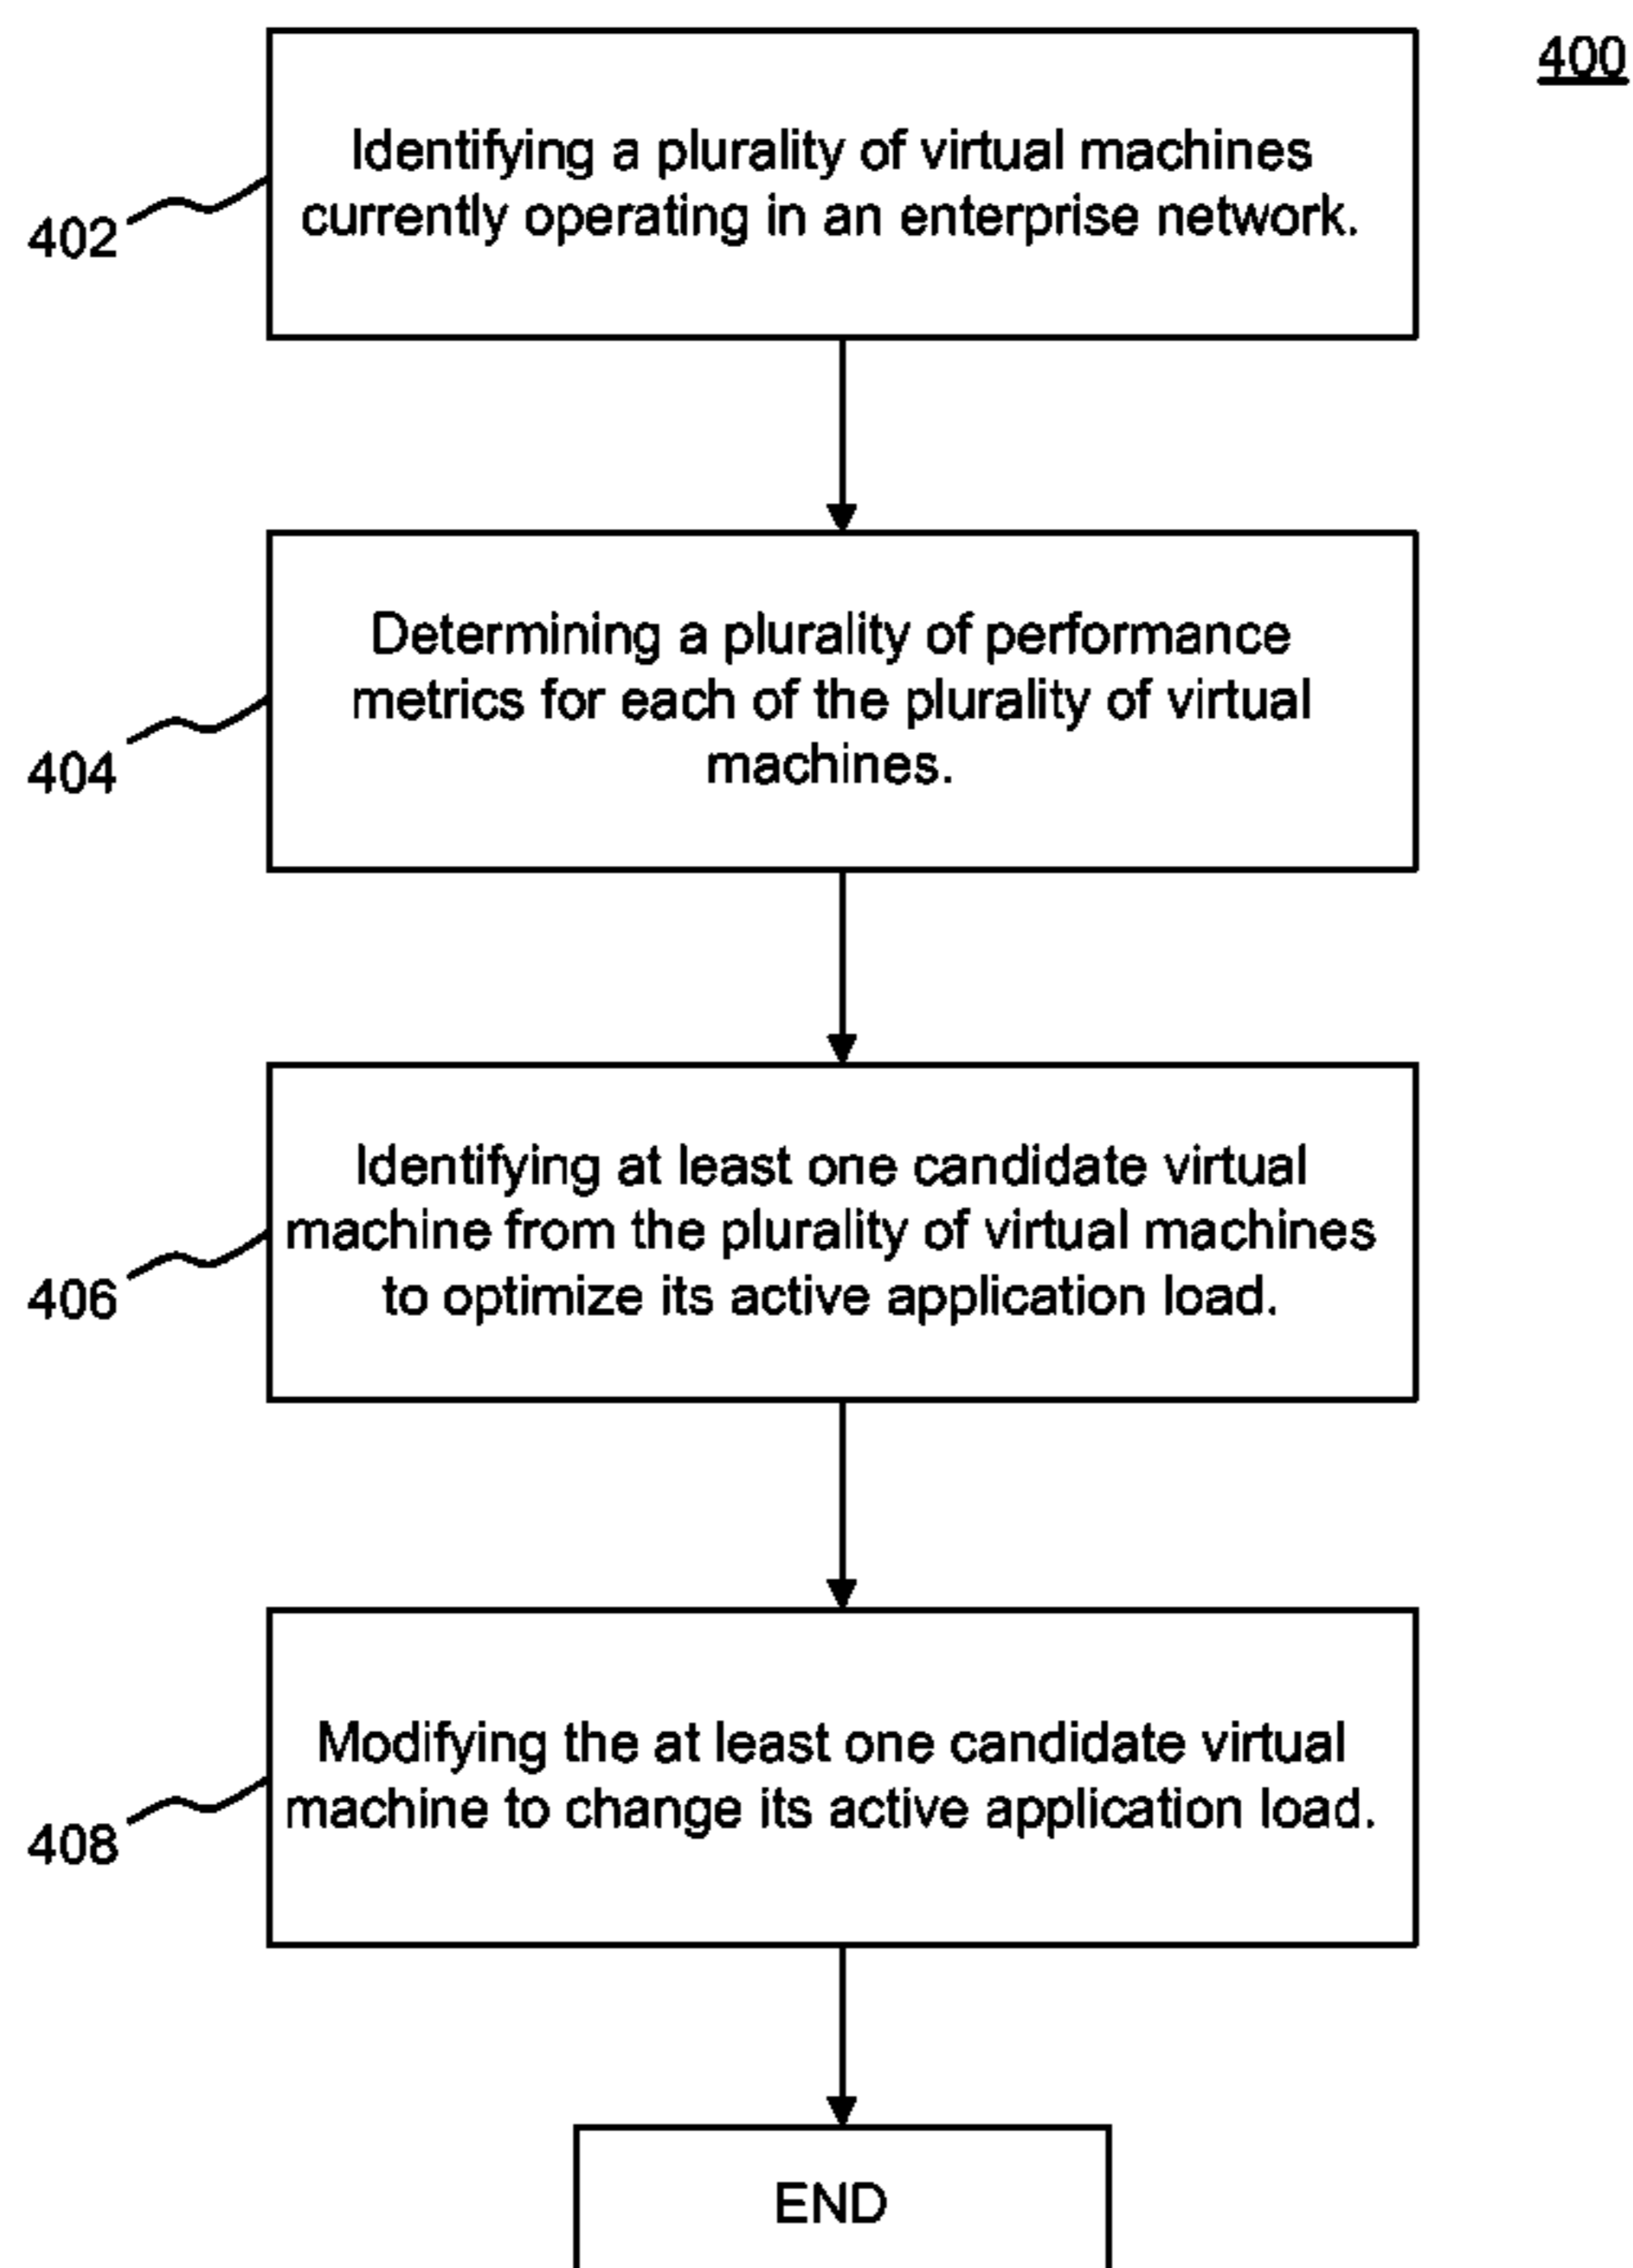 400
Identifying a plurality of virtual machines
currently operating in an enterprise network.
402
Determining a plurality of performance
metrics for each of the plurality of virtual
machines.
404
Identifying at least one candidate virtual
machine from the plurality of virtual machines
to optimize its active application load.
406
Modifying the at least one candidate virtual
machine to change its active application load.
408
END